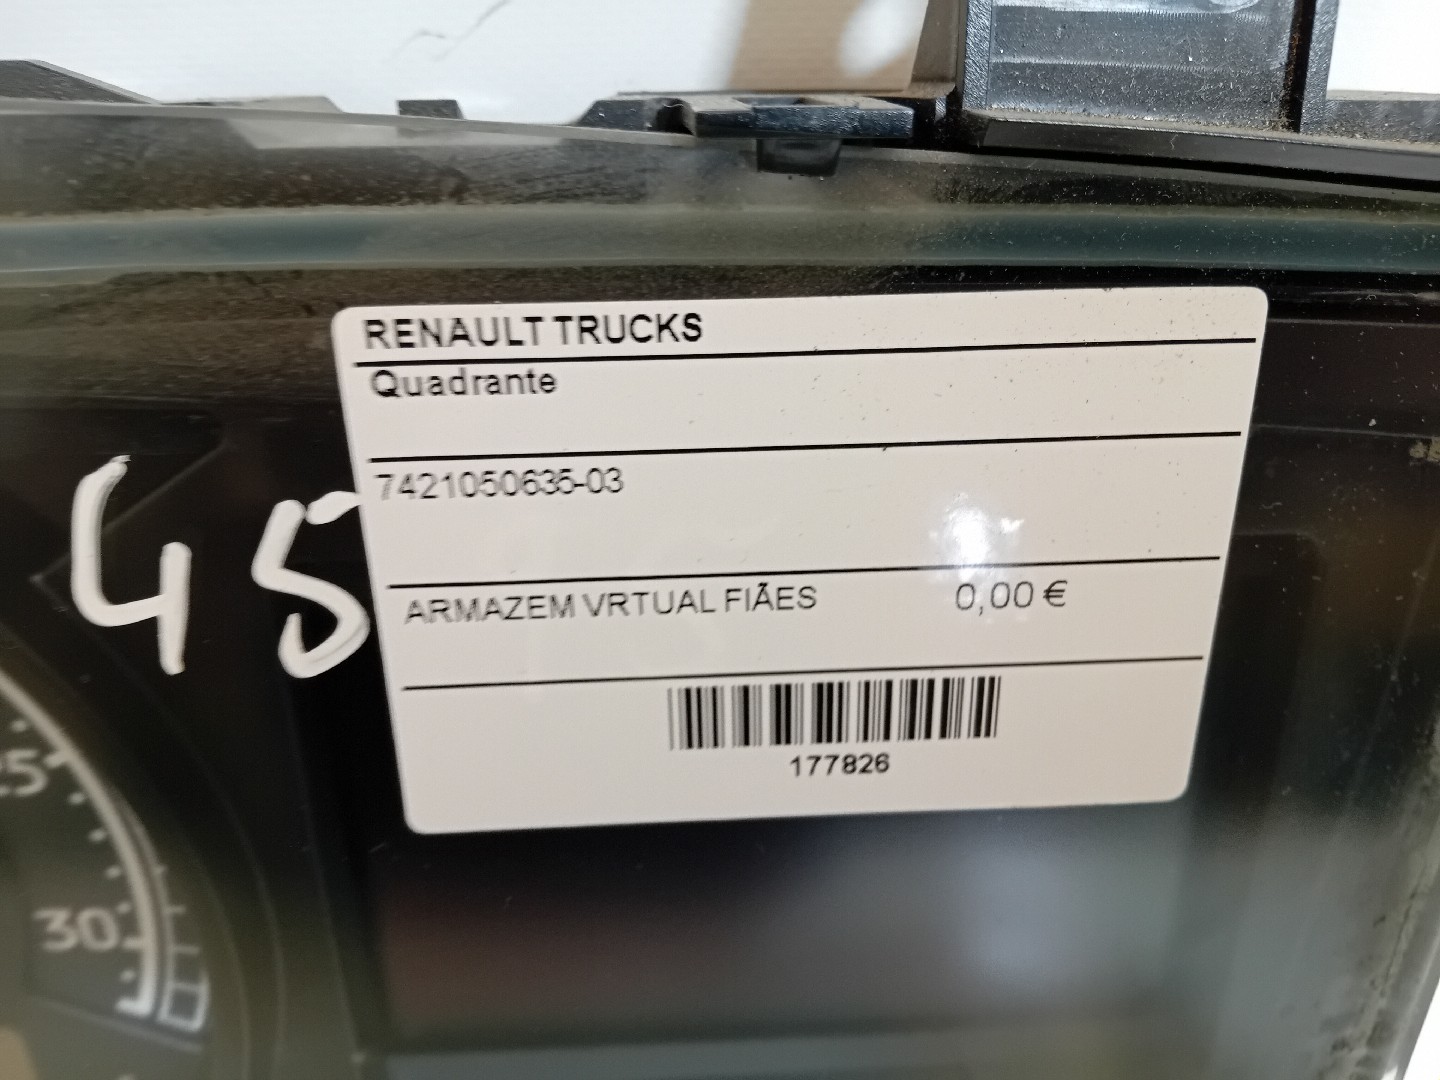 RENAULT TRUCKS
Quadrante
7421050635-03
45
ARMAZEM VRTUAL FIÃES 0,00 €
177826
25
30